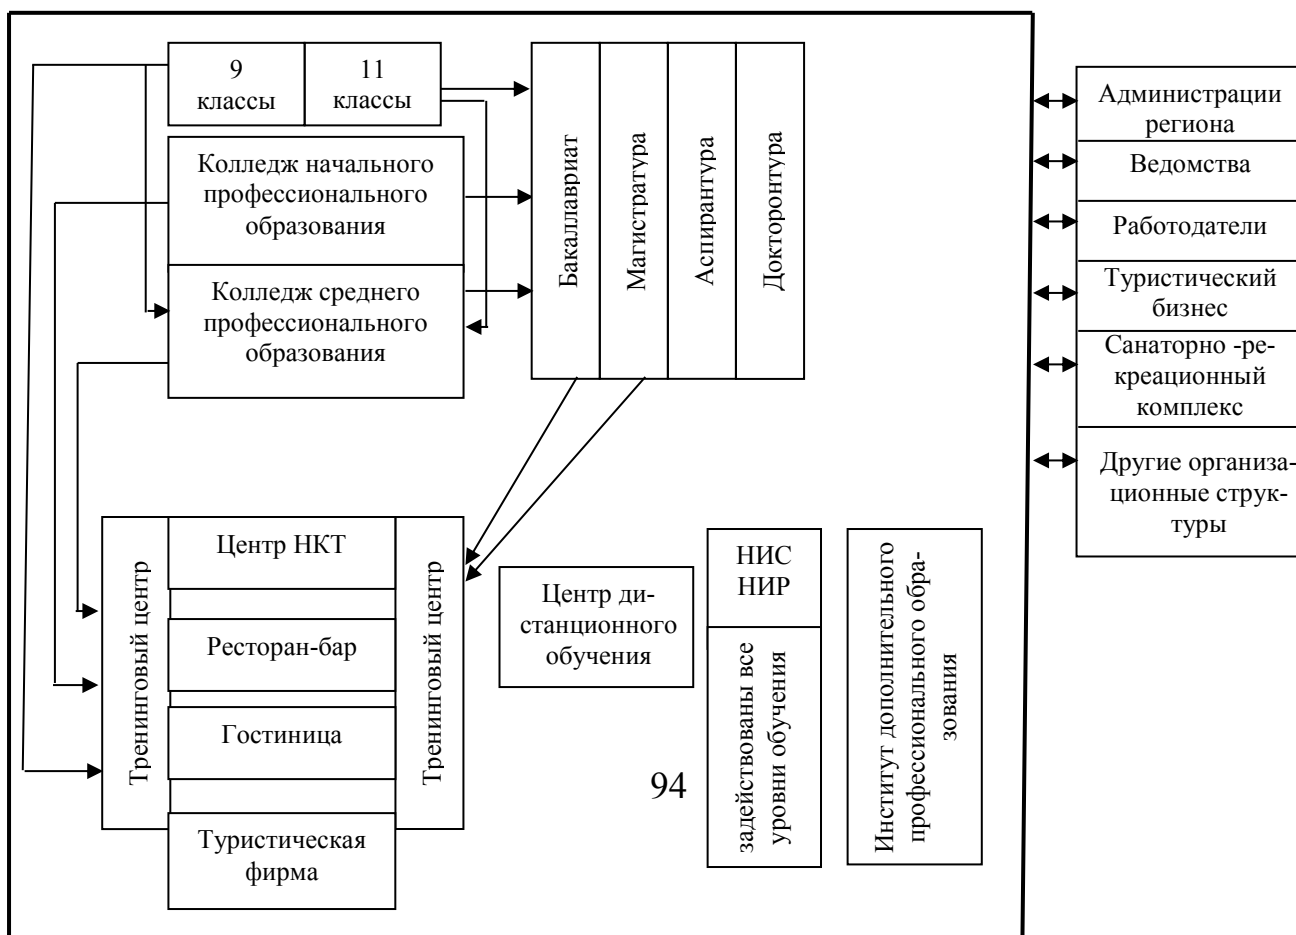 9
классы
11
классы
Колледж начального
профессионального
образования
Колледж среднего
профессионального
образования
Бакаллавриат
Магистратура
Аспирантура
Докторонтура
Администрации
региона
Ведомства
Работодатели
Туристический
бизнес
Санаторно -ре-
креационный
комплекс
Другие организа-
ционные струк-
туры
Тренинговый центр
Центр НКТ
Ресторан-бар
Гостиница
Туристическая
фирма
Тренинговый центр
Центр ди-
станционного
обучения
НИС
НИР
задействованы все
уровни обучения
Институт дополнительного
профессионального обра-
зования
94